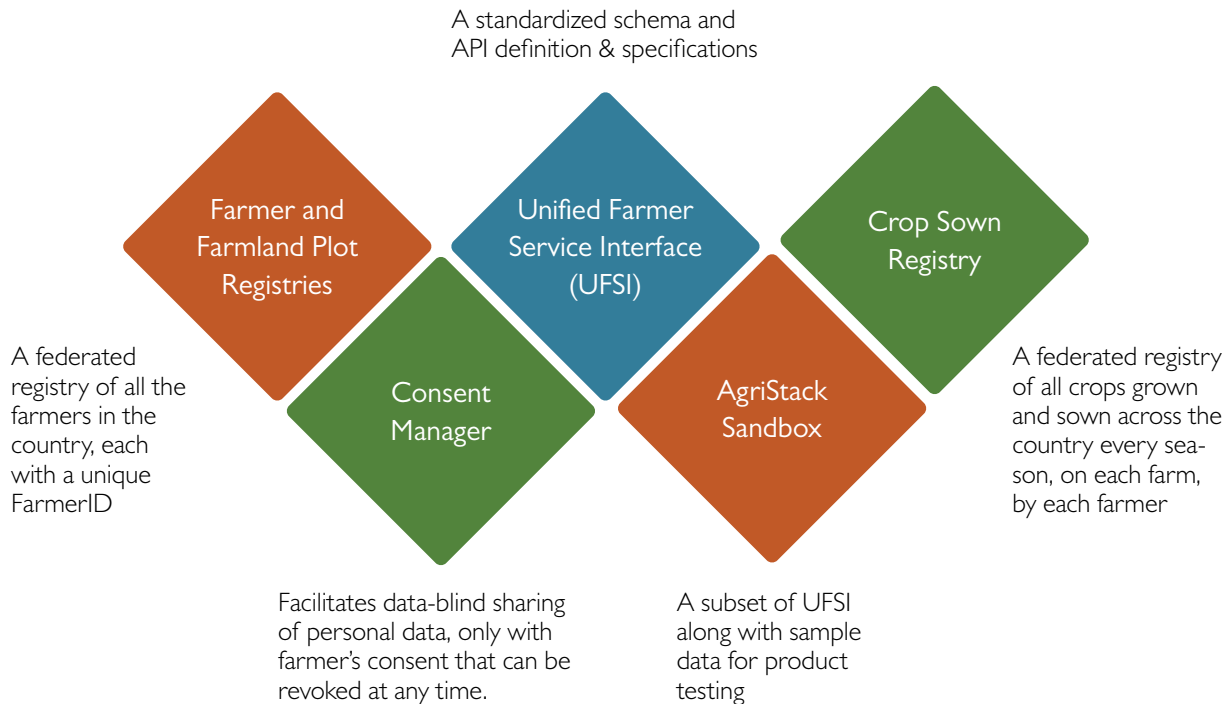 A standardized schema and
API definition & specifications
Farmer and
Farmland Plot
Registries
Unified Farmer
Service Interface
(UFSI)
Crop Sown
Registry
A federated
registry of all the
farmers in the
country, each
with a unique
FarmerID
Consent
Manager
AgriStack
Sandbox
A federated registry
of all crops grown
and sown across the
country every sea-
son, on each farm,
by each farmer
Facilitates data-blind sharing
of personal data, only with
farmer’s consent that can be
revoked at any time.
A subset of UFSI
along with sample
data for product
testing